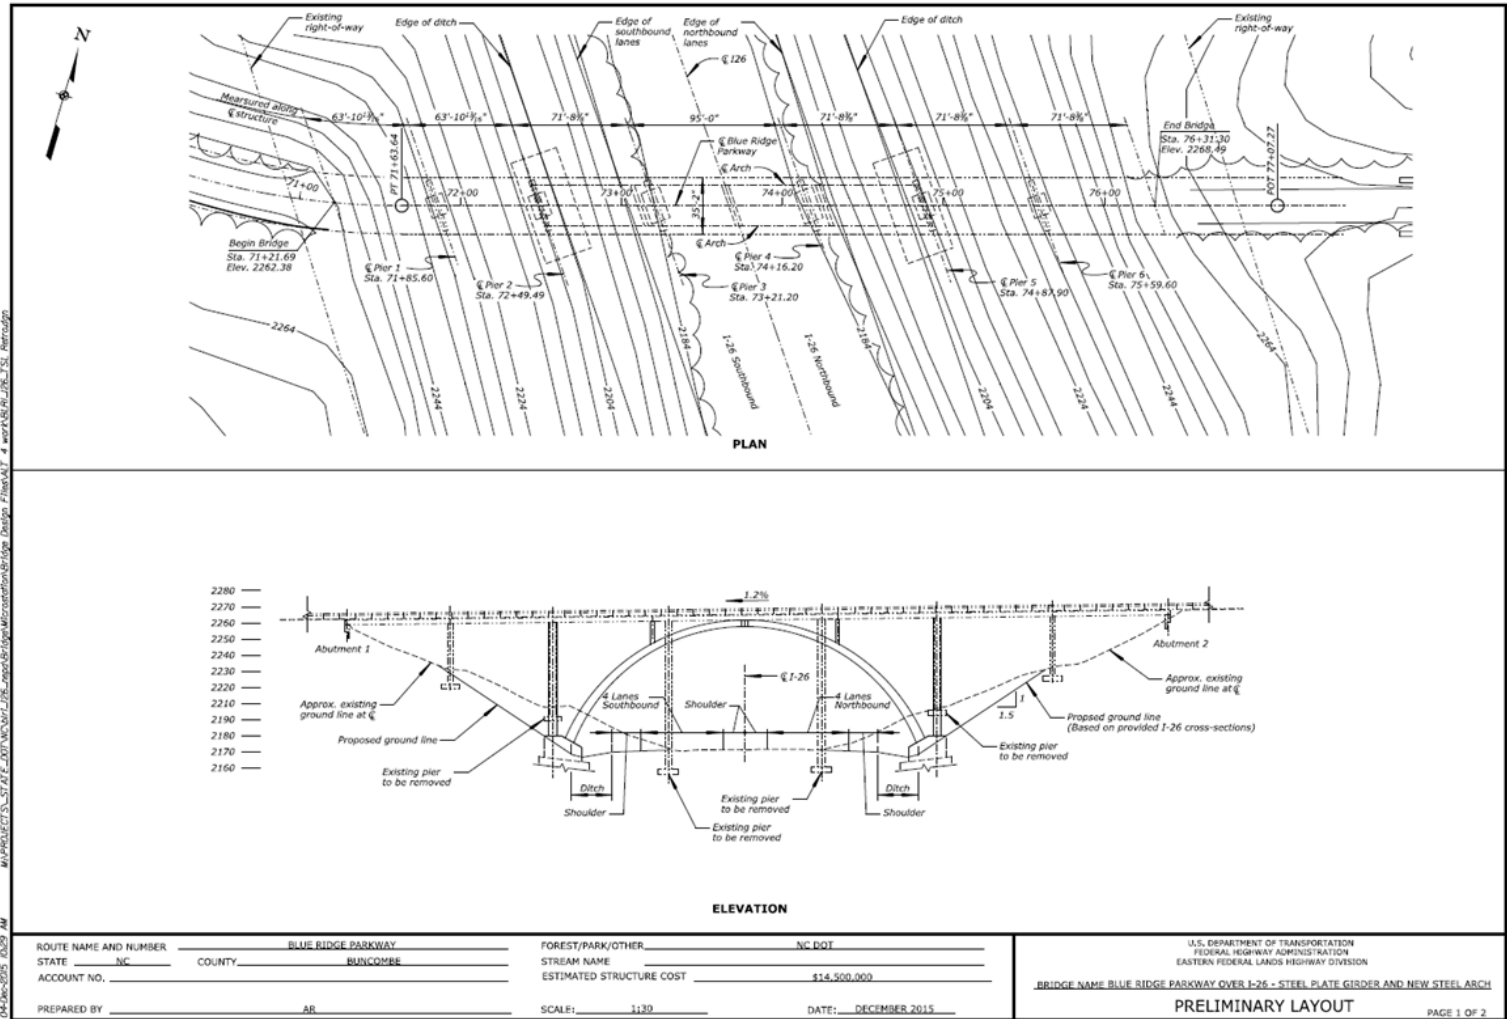 N
Existing
right-of-way
Edge of ditch
Edge of
southbound
lanes
Edge of
northbound
lanes
℄ I26
Edge of ditch
Existing
right-of-way
Mearsured along
℄ structure
71'-8⅜"
95'-0"
71'-8⅜"
71'-8⅜"
71'-8⅜"
PT 71+63.64
℄ Blue Ridge
Parkway
℄ Arch
End Bridge
Sta. 76+31.30
Elev. 2268.49
POT 77+07.27
71+00
72+00
73+00
74+00
75+00
76+00
35'-2"
℄ Arch
Begin Bridge
Sta. 71+21.69
Elev. 2262.38
℄ Pier 1
Sta. 71+85.60
℄ Pier 2
Sta. 72+49.49
℄ Pier 3
Sta. 73+21.20
℄ Pier 4
Sta. 74+16.20
℄ Pier 5
Sta. 74+87.90
℄ Pier 6
Sta. 75+59.60
2264
2244
2224
2204
2184
I-26 Southbound
I-26 Northbound
2184
2204
2224
2244
2264
PLAN
2280
2270
2260
2250
2240
2230
2220
2210
2200
2190
2180
2170
2160
1.2%
Abutment 1
Abutment 2
Approx. existing
ground line at ℄
Proposed ground line
Existing pier
to be removed
4 Lanes
Southbound
Shoulder
℄ I-26
4 Lanes
Northbound
1
1.5
Approx. existing
ground line at ℄
Propsed ground line
(Based on provided I-26 cross-sections)
Existing pier
to be removed
Ditch
Shoulder
Existing pier
to be removed
Existing pier
to be removed
Ditch
Shoulder
ELEVATION
ROUTE NAME AND NUMBER BLUE RIDGE PARKWAY
STATE NC COUNTY BUNCOMBE
ACCOUNT NO.
PREPARED BY AR
FOREST/PARK/OTHER NC DOT
STREAM NAME
ESTIMATED STRUCTURE COST $14,500,000
SCALE: 1:30 DATE: DECEMBER 2015
U.S. DEPARTMENT OF TRANSPORTATION
FEDERAL HIGHWAY ADMINISTRATION
EASTERN FEDERAL LANDS HIGHWAY DIVISION
BRIDGE NAME BLUE RIDGE PARKWAY OVER I-26 - STEEL PLATE GIRDER AND NEW STEEL ARCH
PRELIMINARY LAYOUT
PAGE 1 OF 2